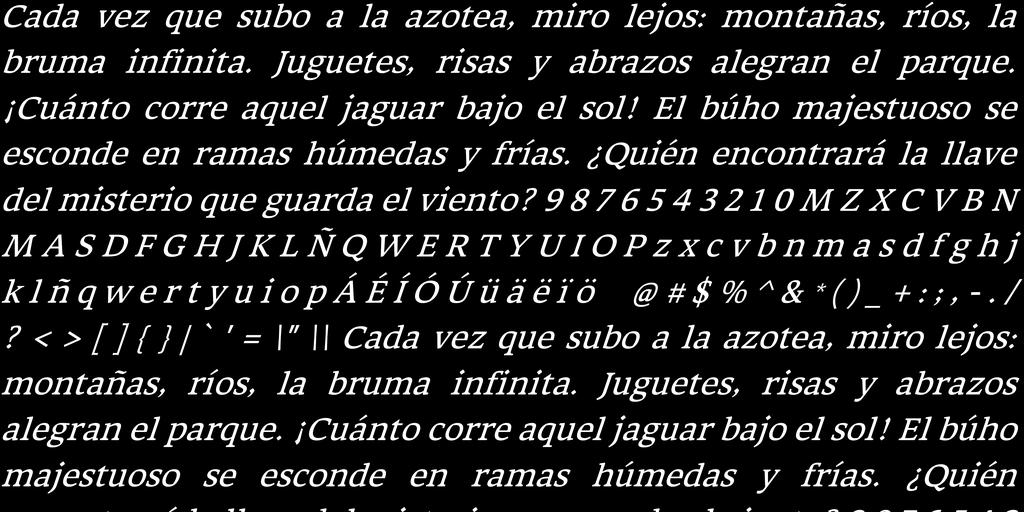 Cada vez que subo a la azotea, miro lejos: montañas, ríos, la
bruma infinita. Juguetes, risas y abrazos alegran el parque.
¡Cuánto corre aquel jaguar bajo el sol! El búho majestuoso se
esconde en ramas húmedas y frías. ¿Quién encontrará la llave
del misterio que guarda el viento? 9 8 7 6 5 4 3 2 1 0 M Z X C V B N
M A S D F G H J K L Ñ Q W E R T Y U I O P z x c v b n m a s d f g h j
k l ñ q w e r t y u i o p Á É Í Ó Ú ü ä ë ï ö @ # $ % ^ & * ( ) _ + : ; , - . /
? < > [ ] { } | ` ' = \" \| Cada vez que subo a la azotea, miro lejos:
montañas, ríos, la bruma infinita. Juguetes, risas y abrazos
alegran el parque. ¡Cuánto corre aquel jaguar bajo el sol! El búho
majestuoso se esconde en ramas húmedas y frías. ¿Quién